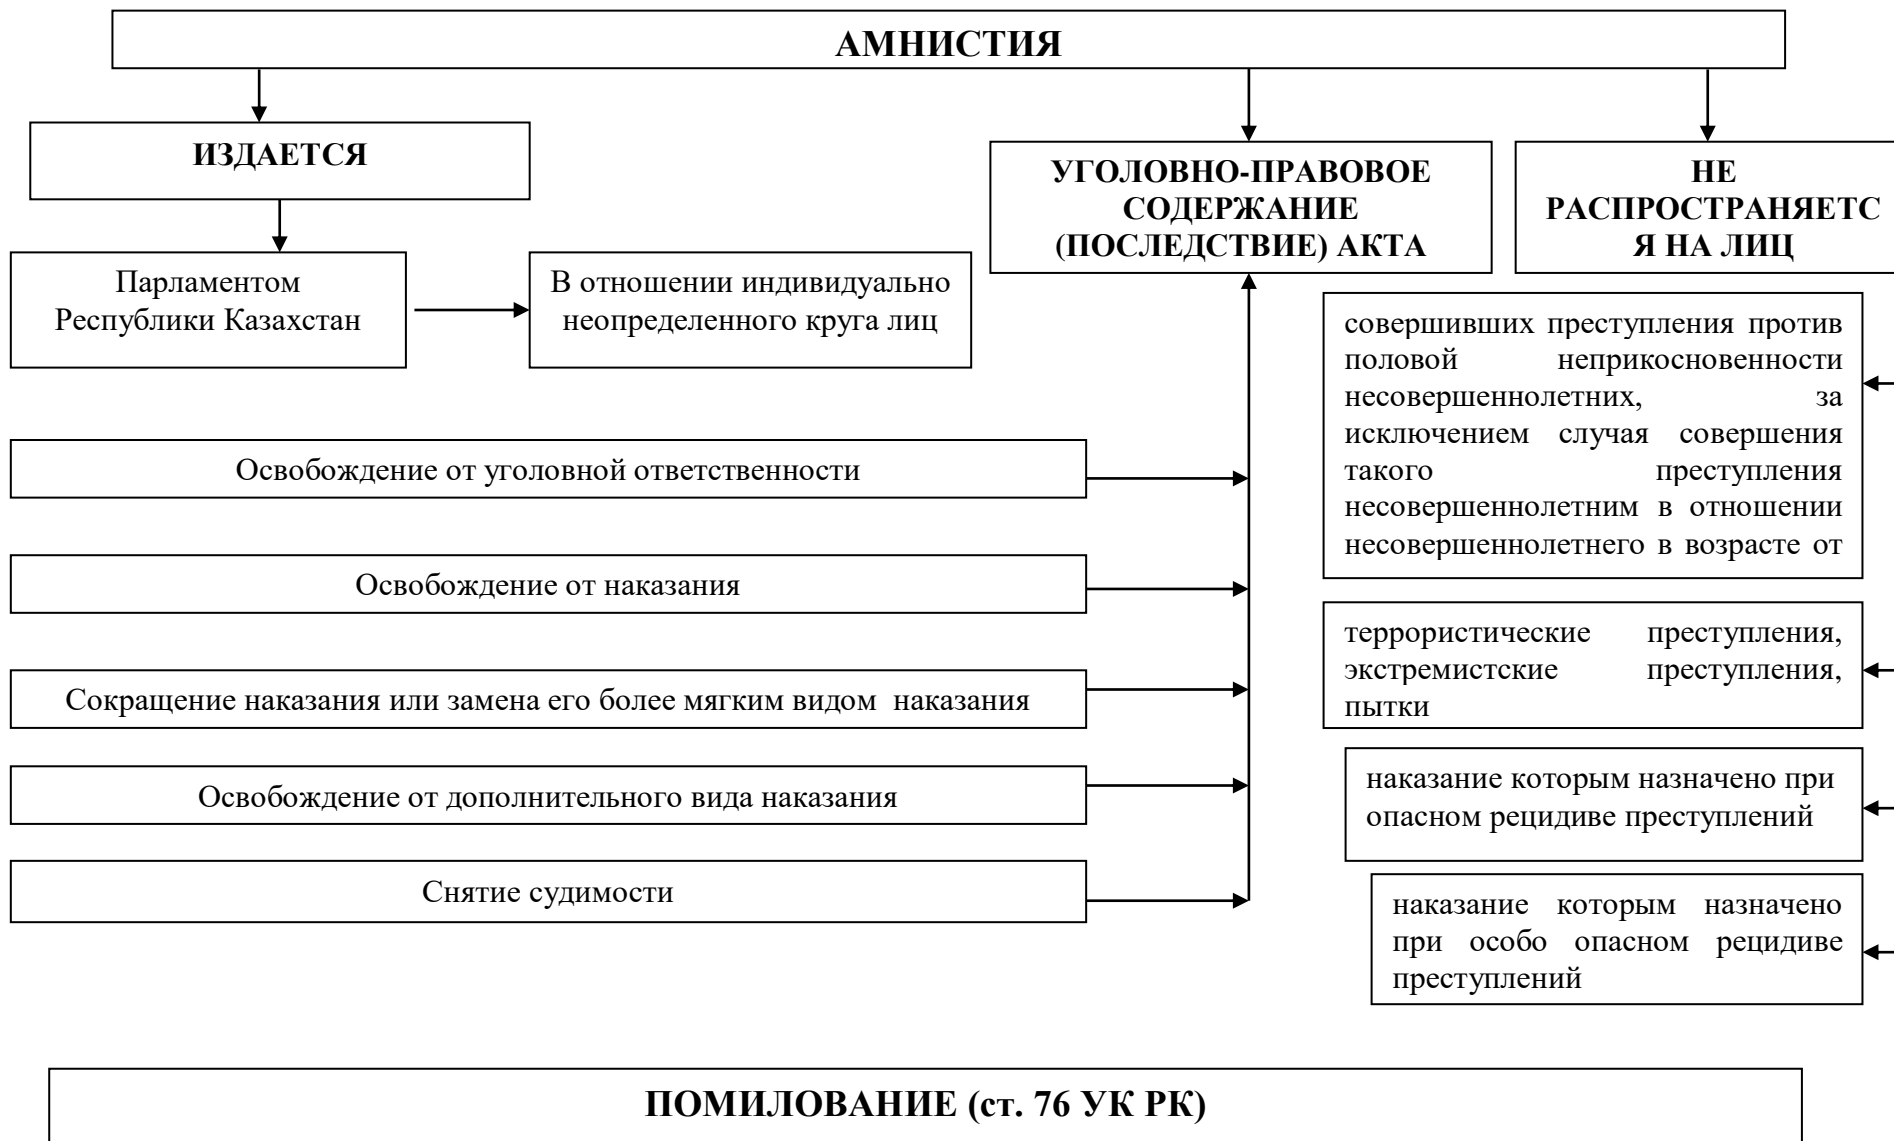 АМНИСТИЯ
ИЗДАЕТСЯ
Парламентом
Республики Казахстан
В отношении индивидуально
неопределенного круга лиц
УГОЛОВНО-ПРАВОВОЕ
СОДЕРЖАНИЕ
(ПОСЛЕДСТВИЕ) АКТА
Освобождение от уголовной ответственности
Освобождение от наказания
Сокращение наказания или замена его более мягким видом наказания
Освобождение от дополнительного вида наказания
Снятие судимости
НЕ
РАСПРОСТРАНЯЕТС
Я НА ЛИЦ
совершивших преступления против
половой неприкосновенности
несовершеннолетних, за
исключением случая совершения
такого преступления
несовершеннолетним в отношении
несовершеннолетнего в возрасте от
террористические преступления,
экстремистские преступления,
пытки
наказание которым назначено при
опасном рецидиве преступлений
наказание которым назначено
при особо опасном рецидиве
преступлений
ПОМИЛОВАНИЕ (ст. 76 УК РК)